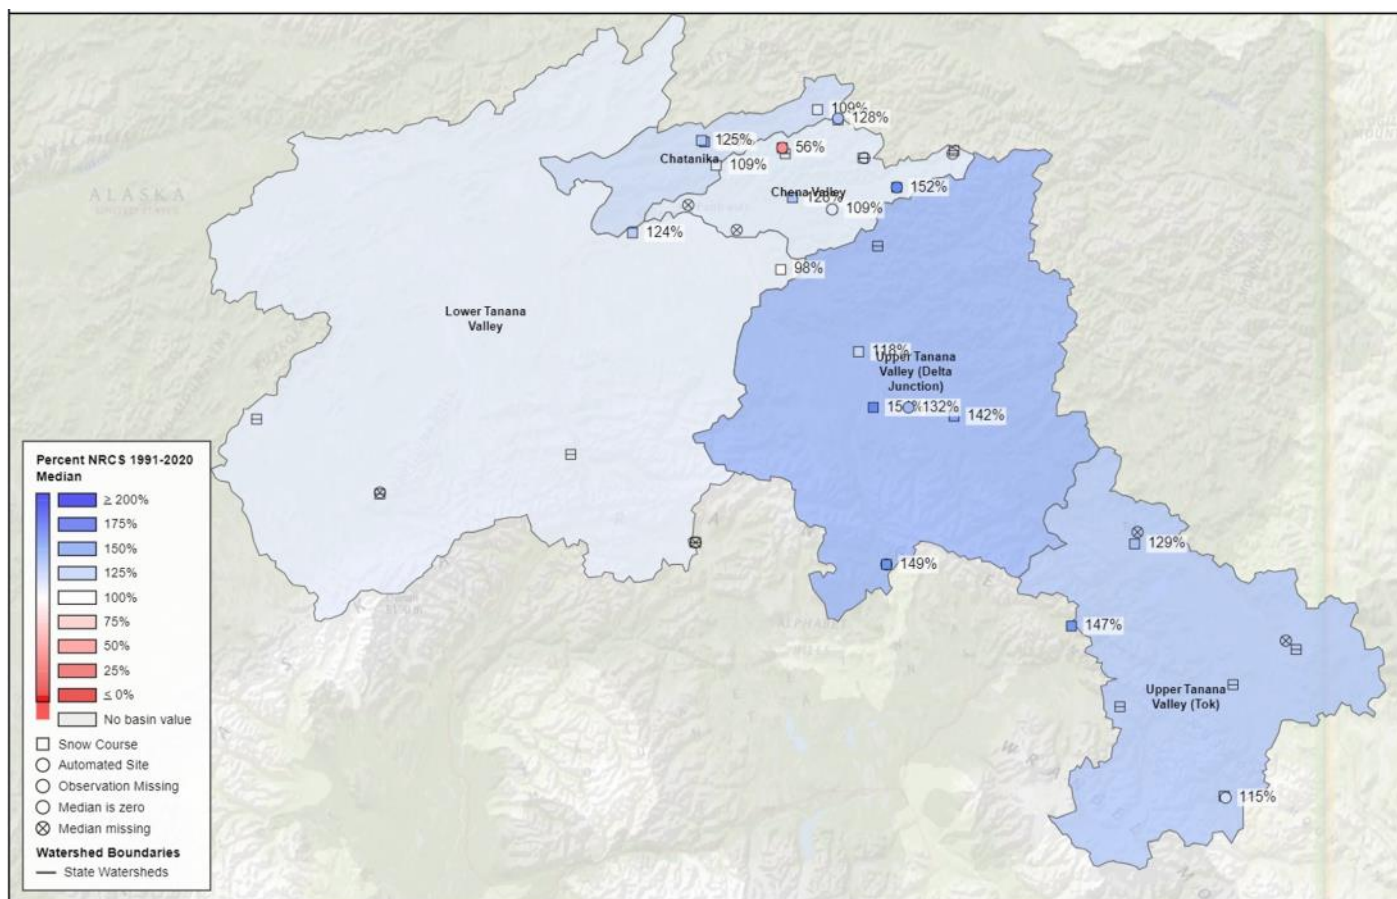 109%
128%
125%
56%
Chatanika
109%
152%
Chena Valley
126%
109%
124%
98%
ALASKA
Lower Tanana
Valley
118%
Upper Tanana
Valley (Delta
Junction)
132%
142%
149%
129%
147%
Upper Tanana
Valley (Tok)
115%
Percent NRCS 1991-2020
Median
≥ 200%
175%
150%
125%
100%
75%
50%
25%
≤ 0%
No basin value
Snow Course
Automated Site
Observation Missing
Median is zero
Median missing
Watershed Boundaries
State Watersheds